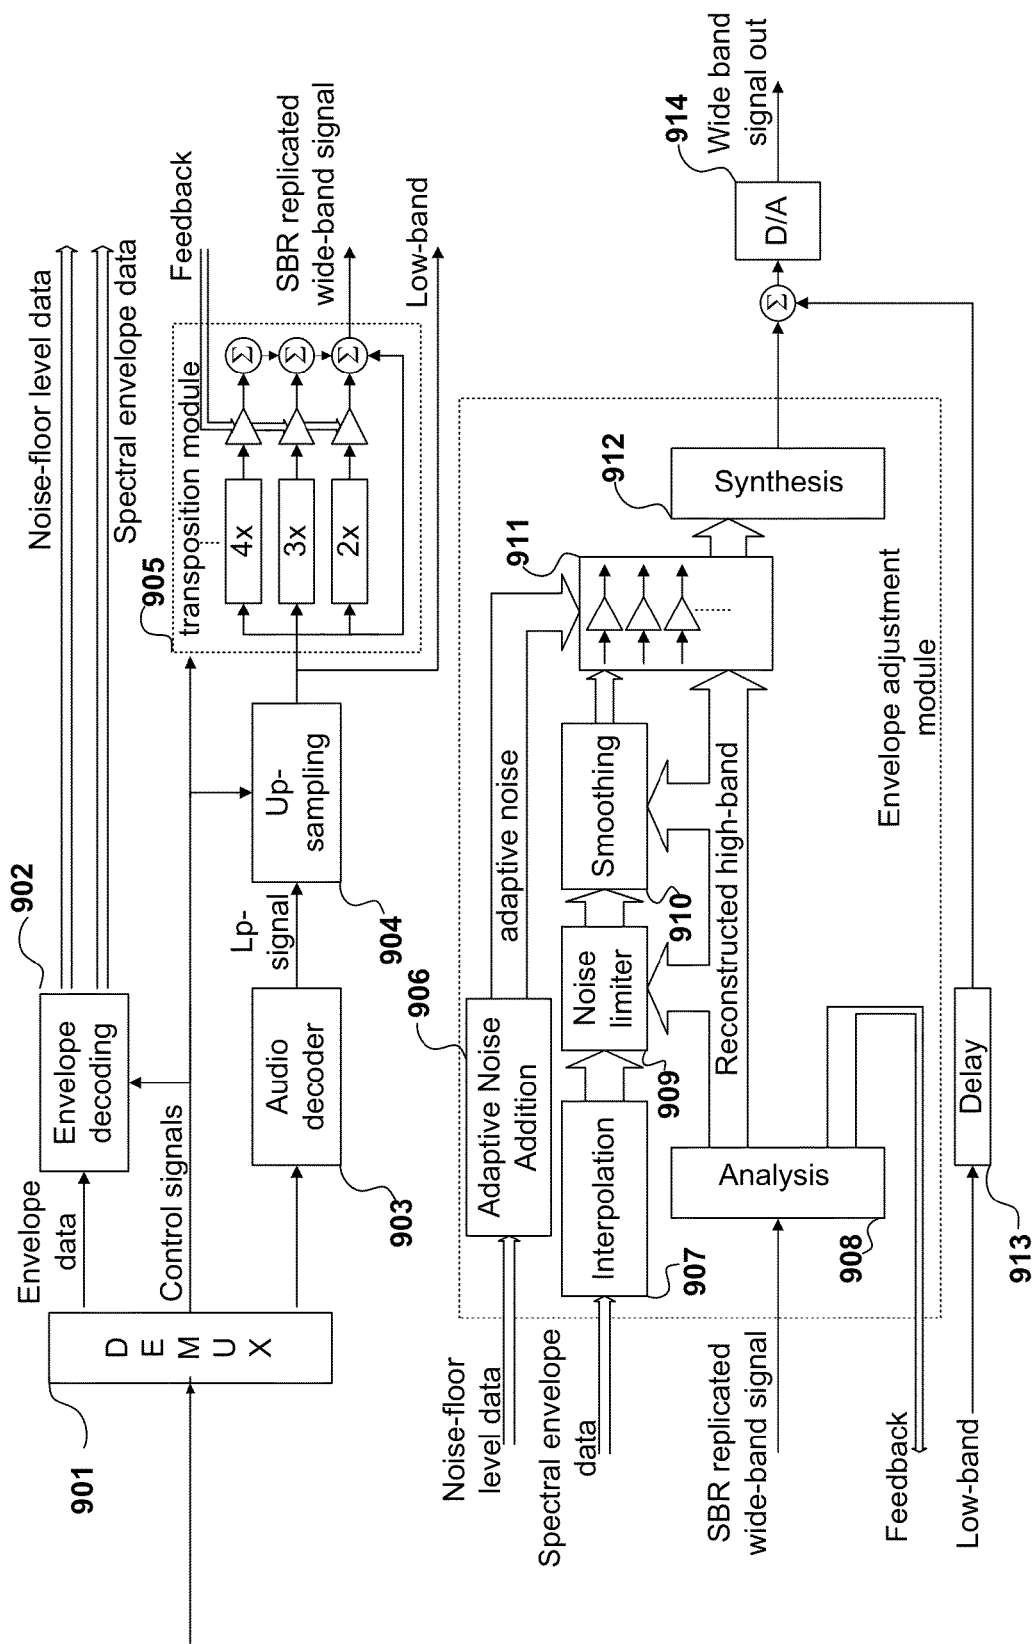 901
D
E
M
U
X
Envelope
data
Control signals
902
Envelope
decoding
903
Audio
decoder
Lp-
signal
904
Up-
sampling
905
transposition module
4x
3x
2x
Σ
Σ
Σ
Noise-floor level data
Spectral envelope data
Feedback
SBR replicated
wide-band signal
Low-band
Noise-floor
level data
Spectral envelope
data
SBR replicated
wide-band signal
Feedback
Low-band
906
Adaptive Noise
Addition
adaptive noise
907
Interpolation
908
Analysis
909
Noise
limiter
910
Smoothing
Reconstructed high-band
911
912
Synthesis
Envelope adjustment
module
913
Delay
Σ
914
D/A
Wide band
signal out